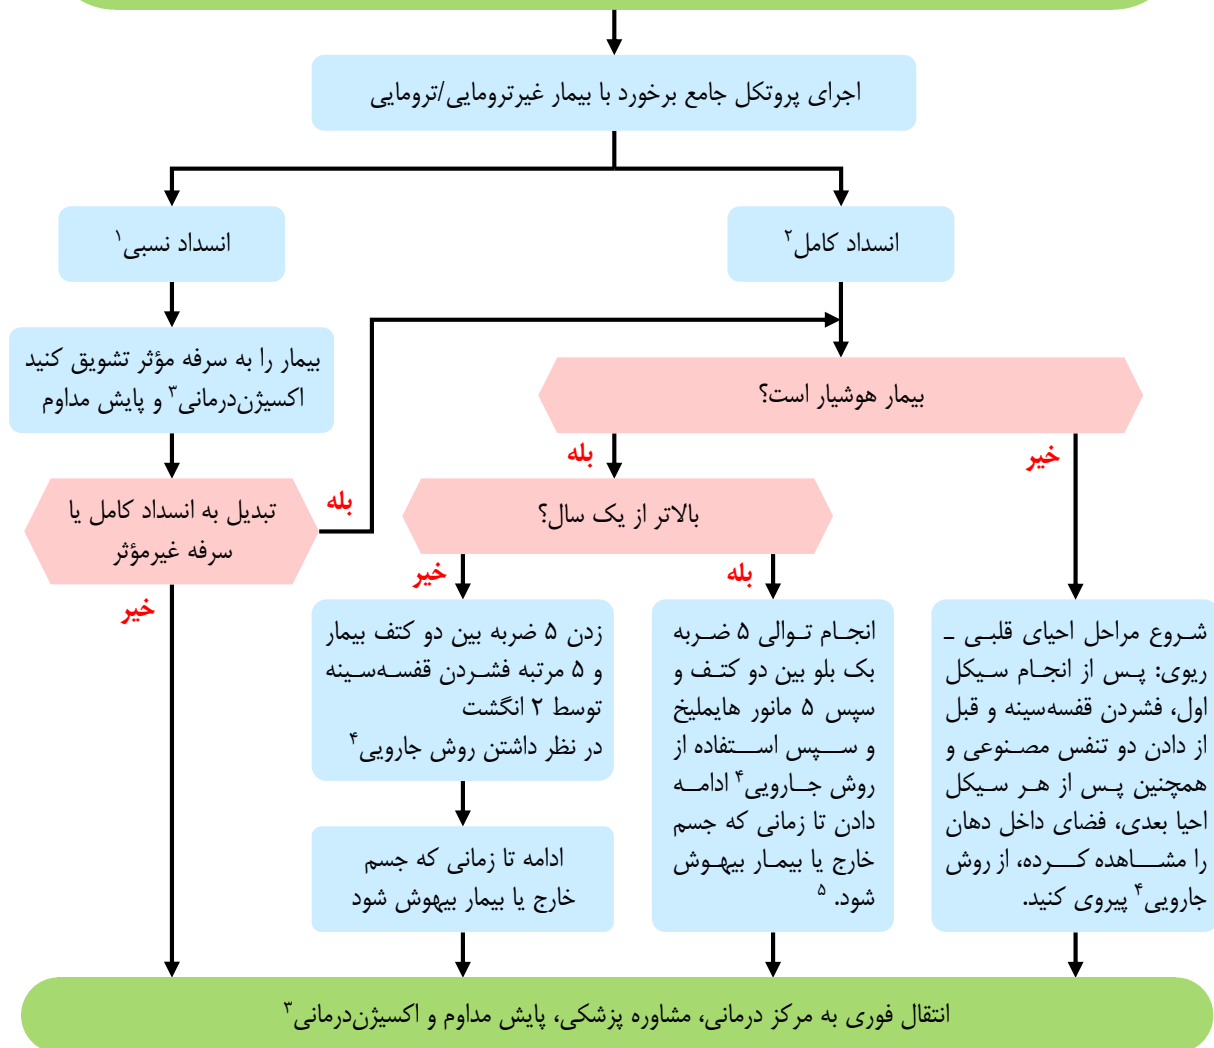 اجرای پروتکل جامع برخورد با بیمار غیرترومایی/ترومایی
انسداد کامل۲
انسداد نسبی۱
بیمار را به سرفه مؤثر تشویق کنید
اکسیژن‌درمانی۳ و پایش مداوم
بیمار هوشیار است؟
بله
خیر
تبدیل به انسداد کامل یا
سرفه غیرمؤثر
بله
خیر
بالاتر از یک سال؟
بله
خیر
شروع مراحل احیای قلبی ـ
ریوی: پس از انجام سیکل
اول، فشردن قفسه‌سینه و قبل
از دادن دو تنفس مصنوعی و
همچنین پس از هر سیکل
احیا بعدی، فضای داخل دهان
را مشاهده کرده، از روش
جارویی۴ پیروی کنید.
انجام توالی ۵ ضربه
بک بلو بین دو کتف و
سپس ۵ مانور هایملیخ
و سپس استفاده از
روش جارویی۴ ادامه
دادن تا زمانی که جسم
خارج یا بیمار بیهوش
شود. ۵
زدن ۵ ضربه بین دو کتف بیمار
و ۵ مرتبه فشردن قفسه‌سینه
توسط ۲ انگشت
در نظر داشتن روش جارویی۴
ادامه تا زمانی که جسم
خارج یا بیمار بیهوش شود
انتقال فوری به مرکز درمانی، مشاوره پزشکی، پایش مداوم و اکسیژن‌درمانی۳